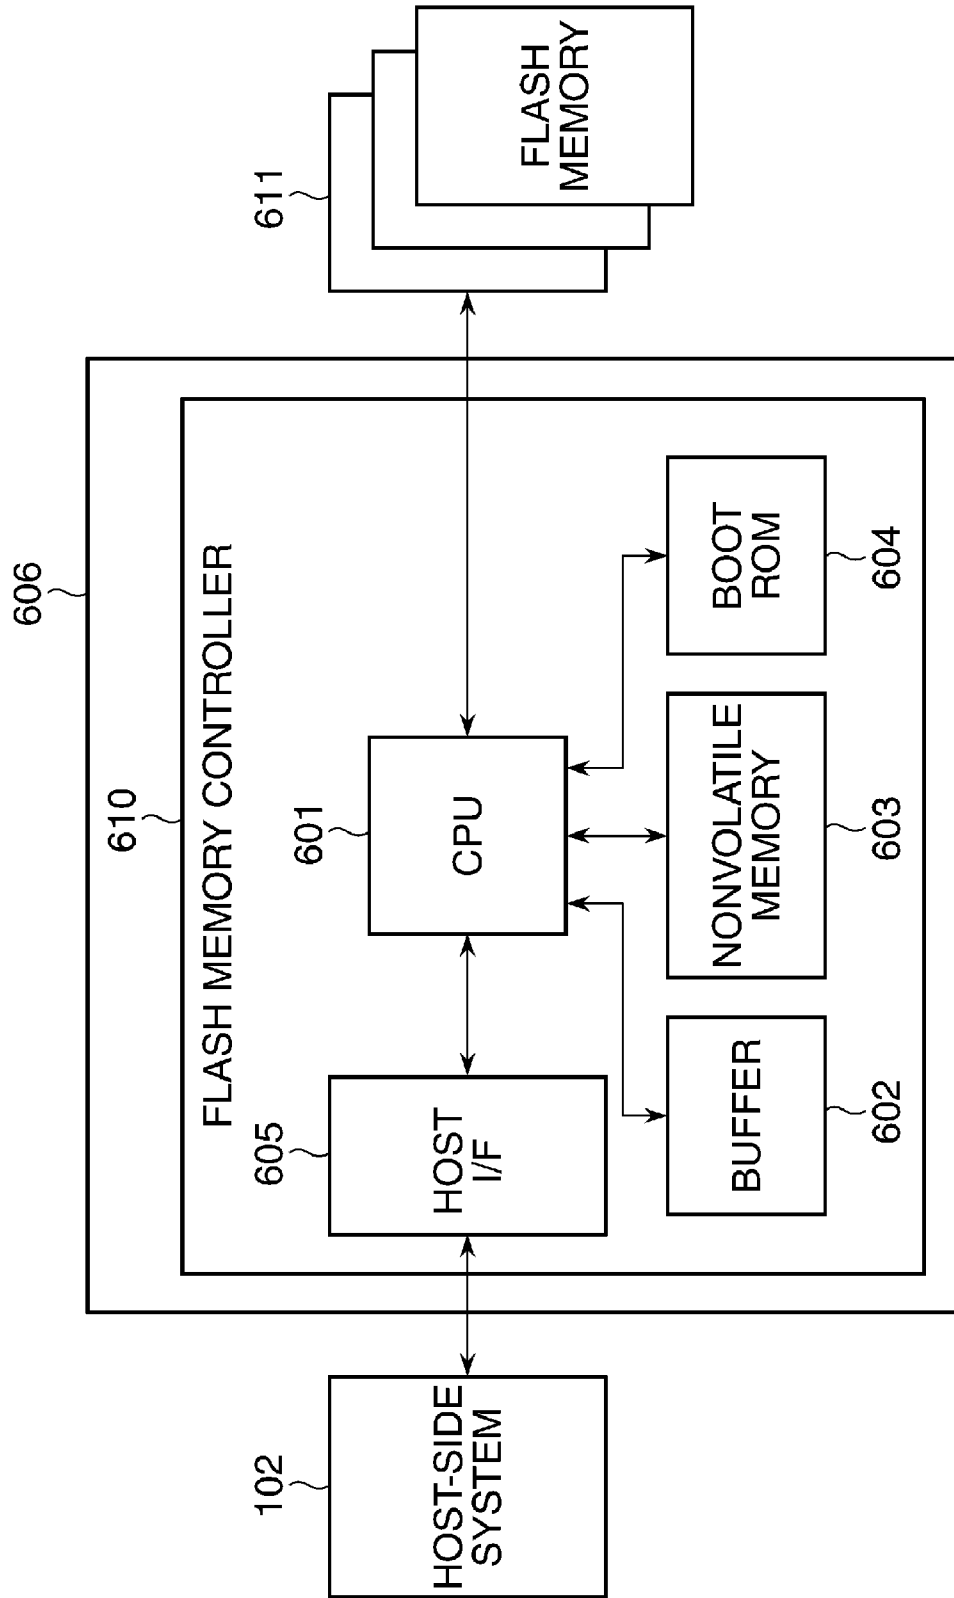 606
610
FLASH MEMORY CONTROLLER
102
HOST-SIDE
SYSTEM
605
HOST
I/F
601
CPU
611
FLASH
MEMORY
BUFFER
602
NONVOLATILE
MEMORY
603
BOOT
ROM
604